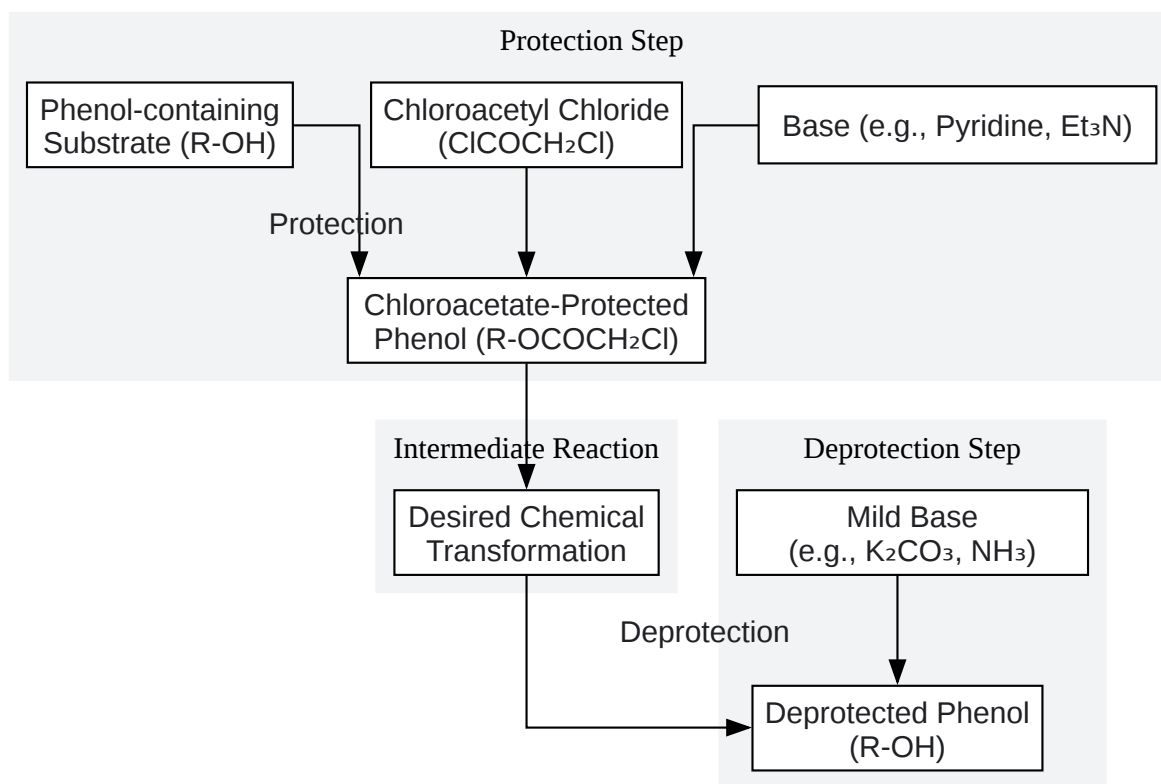 Protection Step
Phenol-containing
Substrate (R-OH)
Chloroacetyl Chloride
(ClCOCH₂Cl)
Base (e.g., Pyridine, Et₃N)
Protection
Chloroacetate-Protected
Phenol (R-OCOCH₂Cl)
Intermediate Reaction
Desired Chemical
Transformation
Deprotection Step
Mild Base
(e.g., K₂CO₃, NH₃)
Deprotection
Deprotected Phenol
(R-OH)